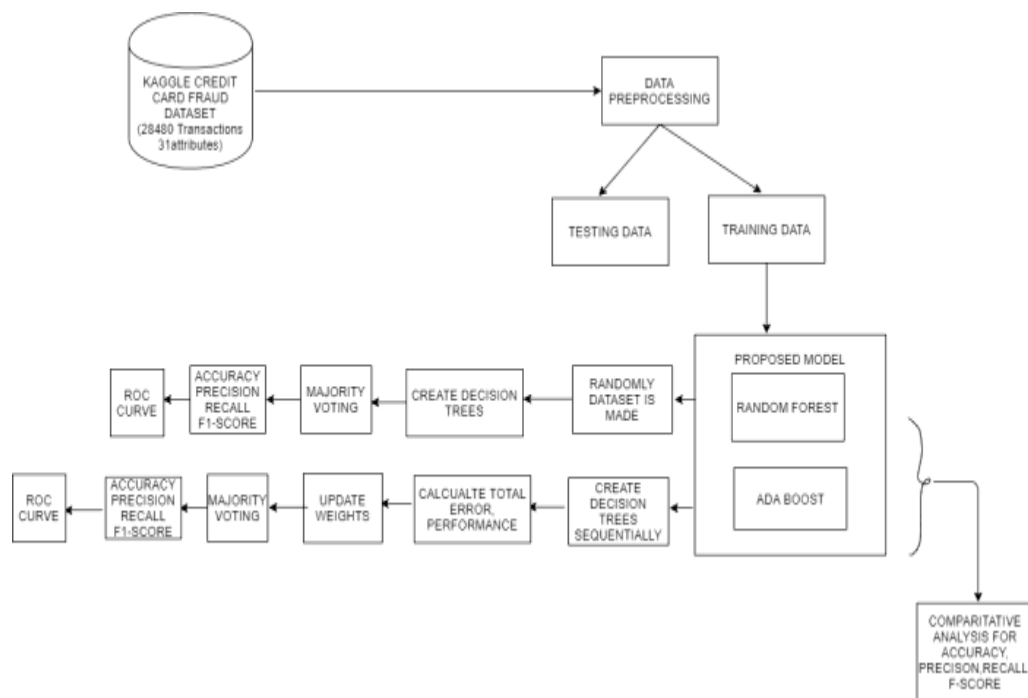 KAGGLE CREDIT
CARD FRAUD
DATASET
(28480 Transactions
31attributes)
DATA
PREPROCESSING
TESTING DATA
TRAINING DATA
PROPOSED MODEL
RANDOM FOREST
ADA BOOST
RANDOMLY
DATASET IS
MADE
CREATE DECISION
TREES
MAJORITY
VOTING
ACCURACY
PRECISION
RECALL
F1-SCORE
ROC
CURVE
CREATE
DECISION
TREES
SEQUENTIALLY
CALCUALTE TOTAL
ERROR,
PERFORMANCE
UPDATE
WEIGHTS
MAJORITY
VOTING
ACCURACY
PRECISION
RECALL
F1-SCORE
ROC
CURVE
COMPARITATIVE
ANALYSIS FOR
ACCURACY,
PRECISON,RECALL
F-SCORE